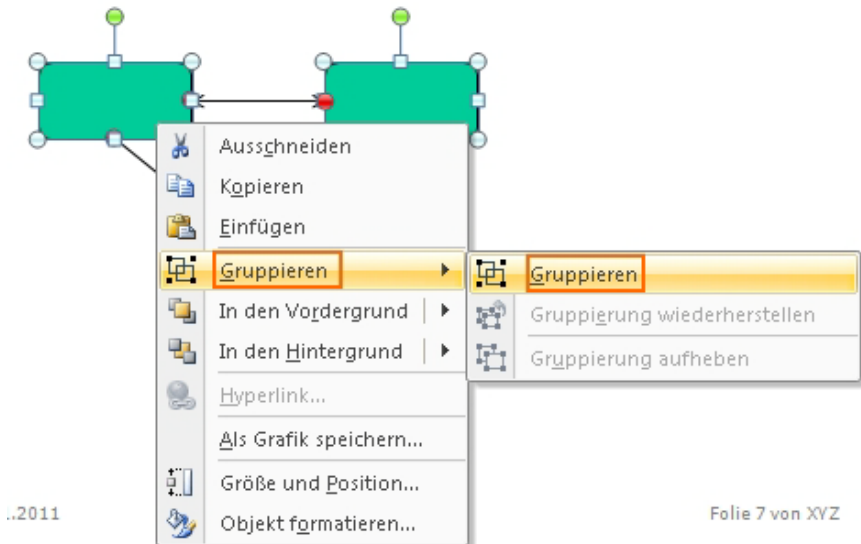 Ausschneiden
Kopieren
Einfügen
Gruppieren
Gruppieren
Gruppierung wiederherstellen
Gruppierung aufheben
In den Vordergrund
In den Hintergrund
Hyperlink...
Als Grafik speichern...
Größe und Position...
Objekt formatieren...
.2011
Folie 7 von XYZ